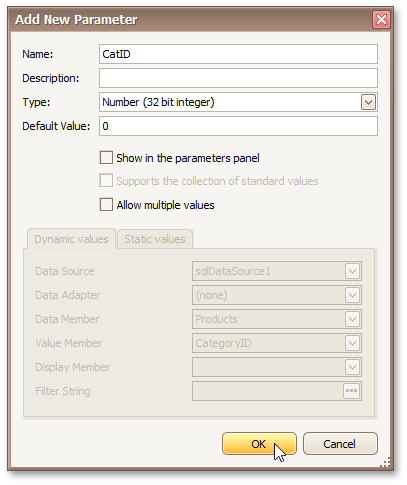 Add New Parameter
Name: CatID
Description:
Type: Number (32 bit integer)
Default Value: 0
Show in the parameters panel
Supports the collection of standard values
Allow multiple values
Dynamic values Static values
Data Source sqlDataSource1
Data Adapter (none)
Data Member Products
Value Member CategoryID
Display Member
Filter String
OK Cancel